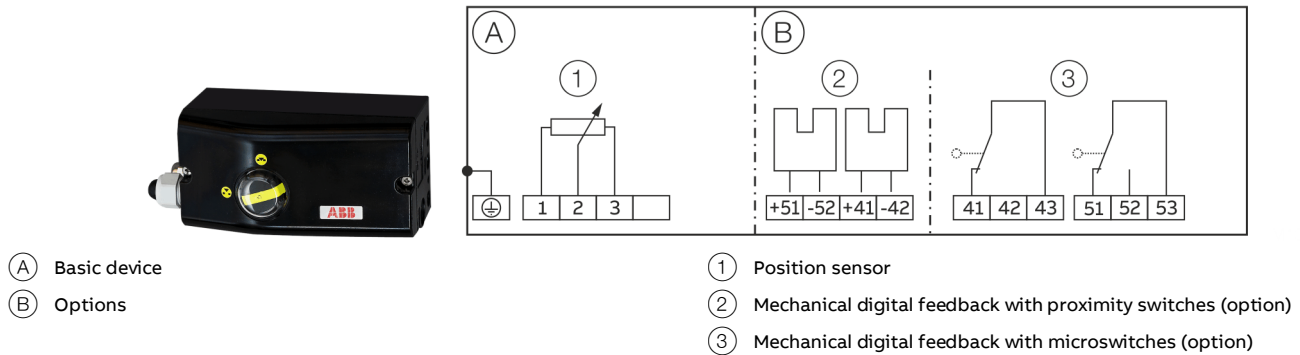 A
B
1
2
3
1 2 3
+51 -52 +41 -42
41 42 43
51 52 53
ABB
A Basic device
B Options
1 Position sensor
2 Mechanical digital feedback with proximity switches (option)
3 Mechanical digital feedback with microswitches (option)